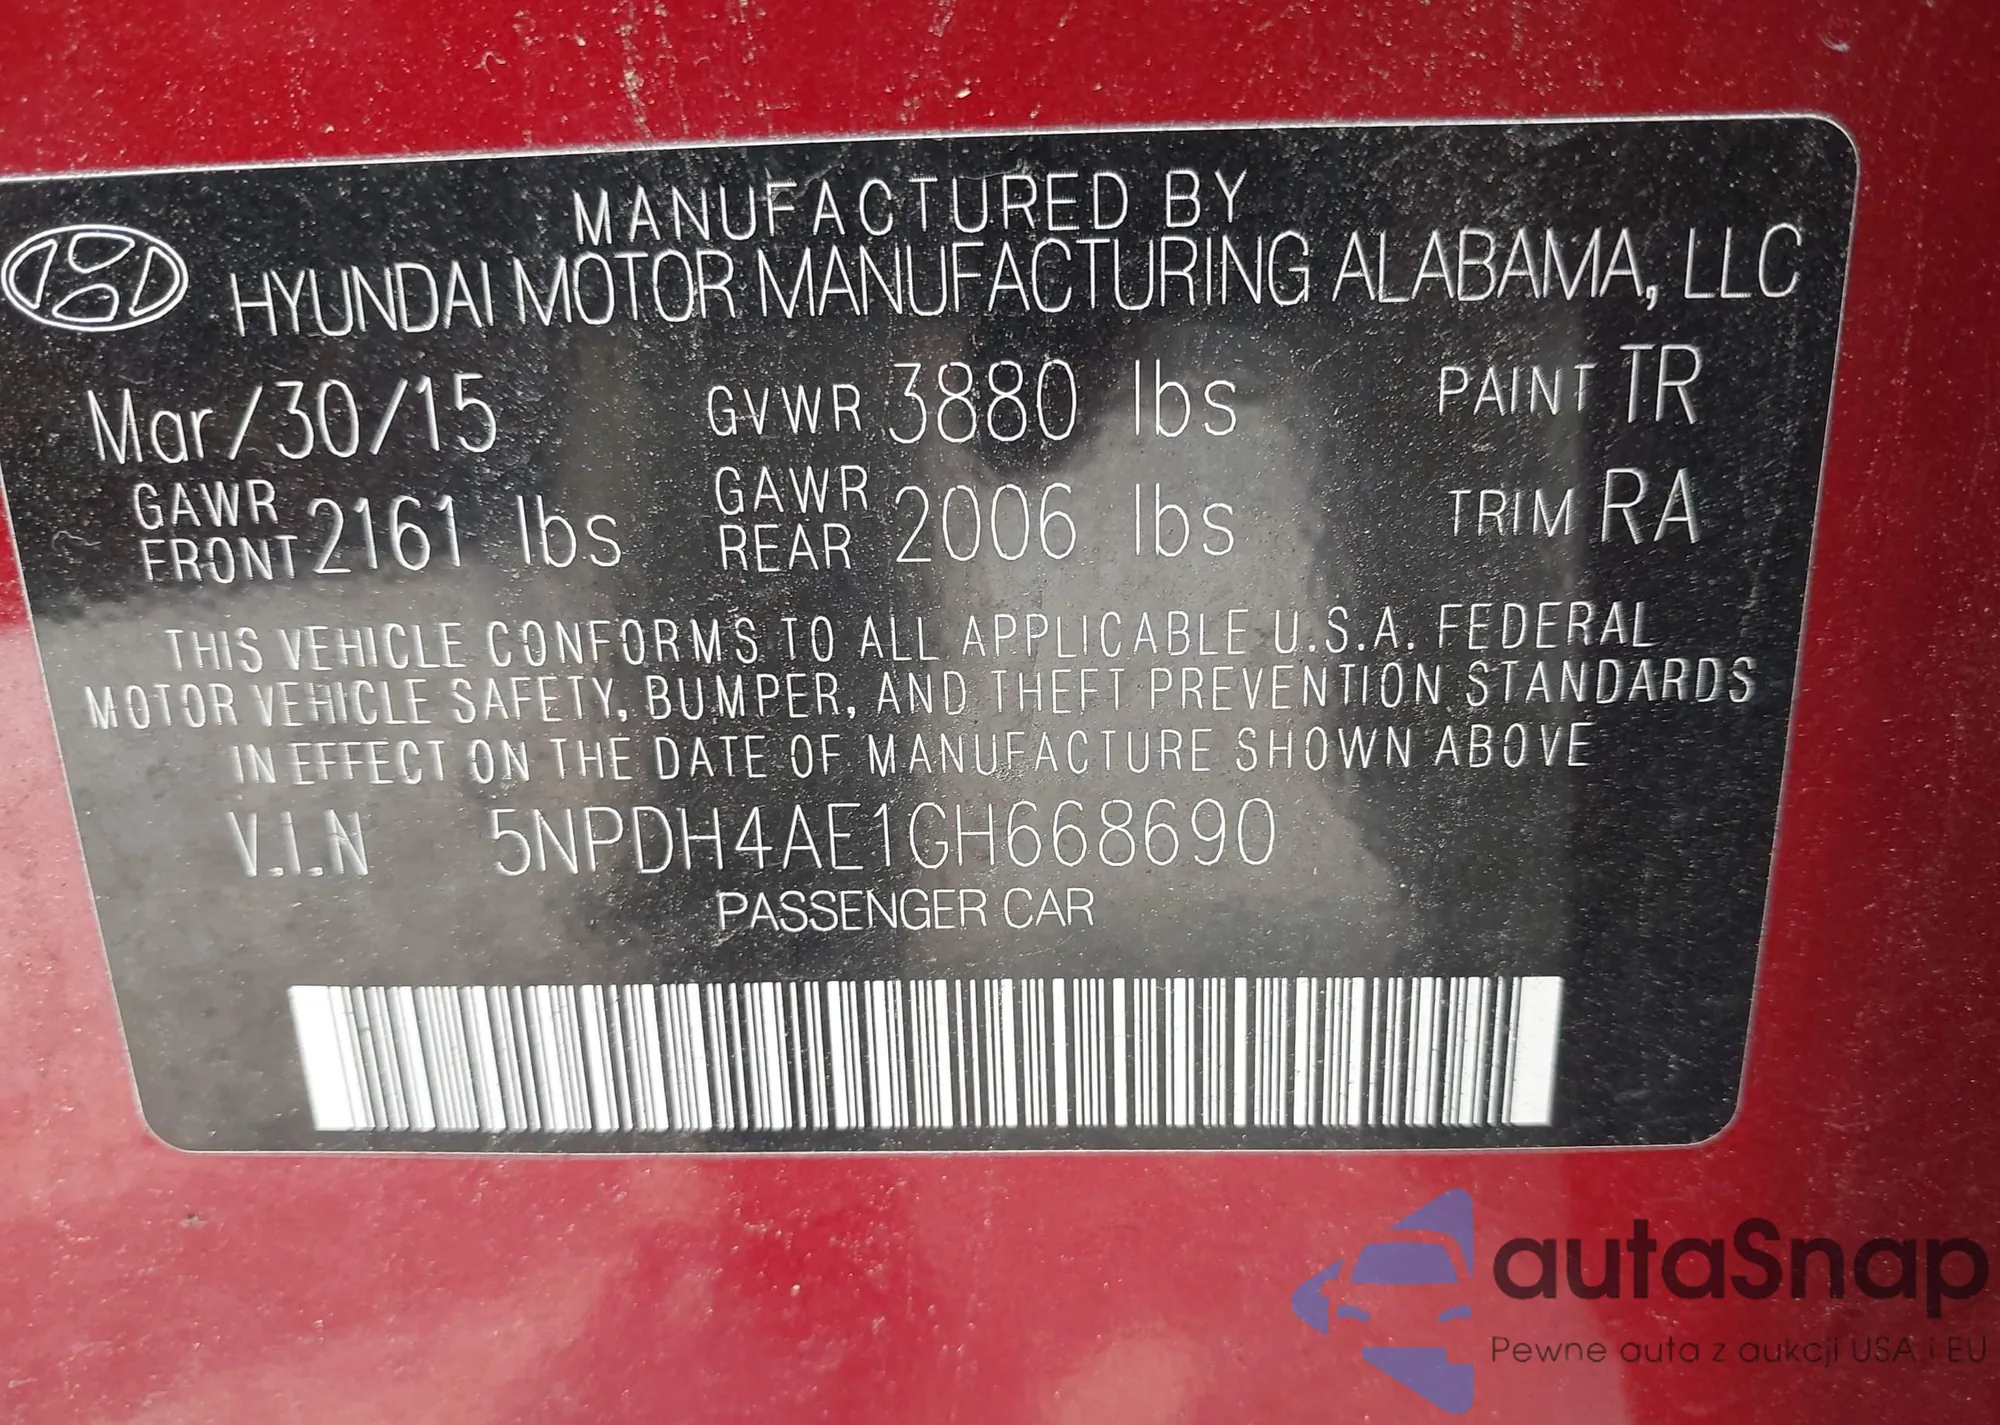 MANUFACTURED BY
HYUNDAI MOTOR MANUFACTURING ALABAMA, LLC
Mar/30/15 GVWR 3880 lbs PAINT TR
GAWR FRONT 2161 lbs GAWR REAR 2006 lbs TRIM RA
THIS VEHICLE CONFORMS TO ALL APPLICABLE U.S.A. FEDERAL
MOTOR VEHICLE SAFETY, BUMPER, AND THEFT PREVENTION STANDARDS
IN EFFECT ON THE DATE OF MANUFACTURE SHOWN ABOVE
V.I.N 5NPDH4AE1GH668690
PASSENGER CAR
autaSnap
Pewne auta z aukcji USA i EU